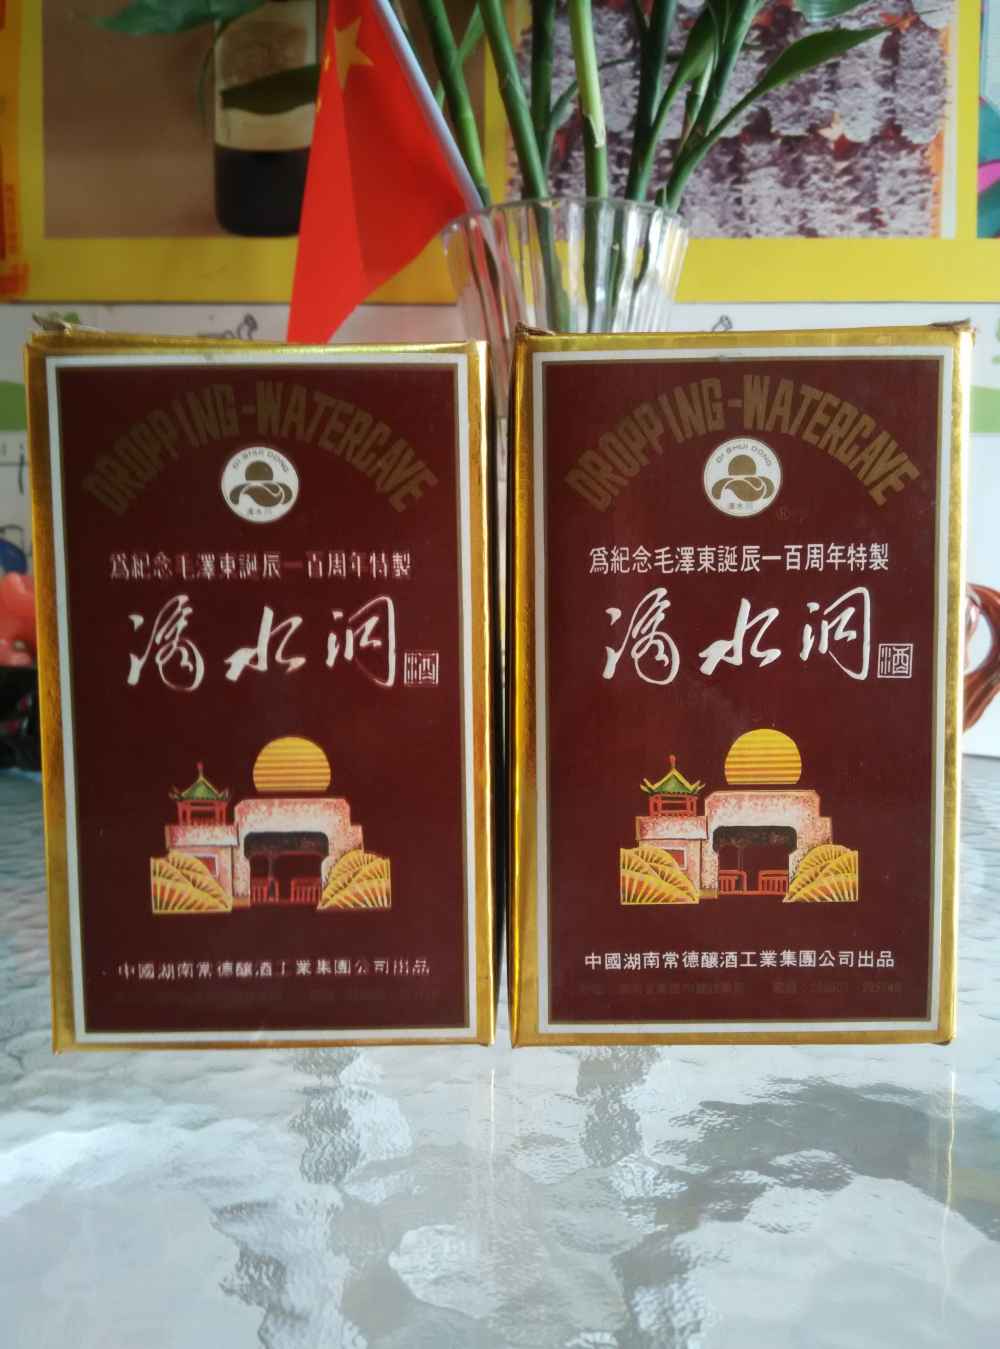 DROPPING-WATERCAVE
DI SHUI DONG
滴水洞
爲紀念毛澤東誕辰一百周年特製
滴水洞
酒
中國湖南常德釀酒工業集團公司出品
DROPPING-WATERCAVE
DI SHUI DONG
滴水洞
®
爲紀念毛澤東誕辰一百周年特製
滴水洞
酒
中國湖南常德釀酒工業集團公司出品